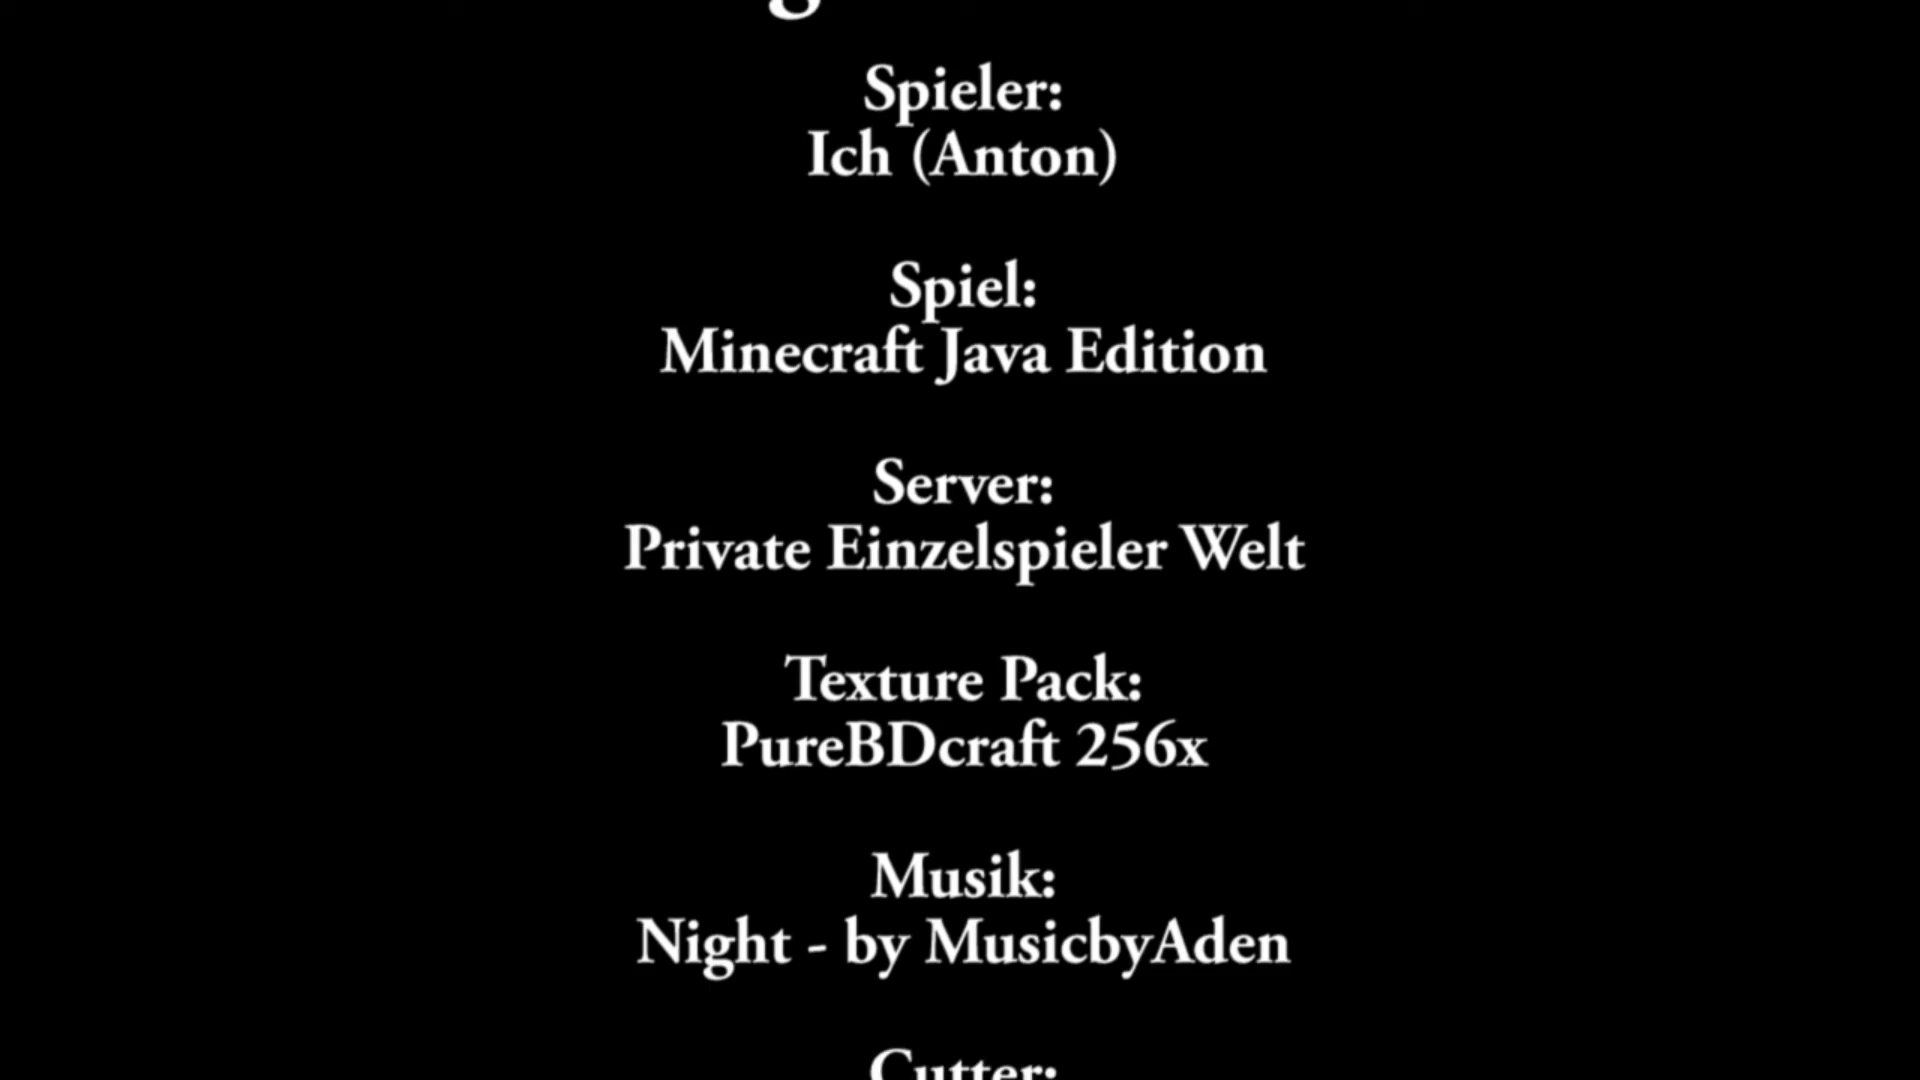 Spieler:
Ich (Anton)
Spiel:
Minecraft Java Edition
Server:
Private Einzelspieler Welt
Texture Pack:
PureBDcraft 256x
Musik:
Night - by MusicbyAden
Cutter: